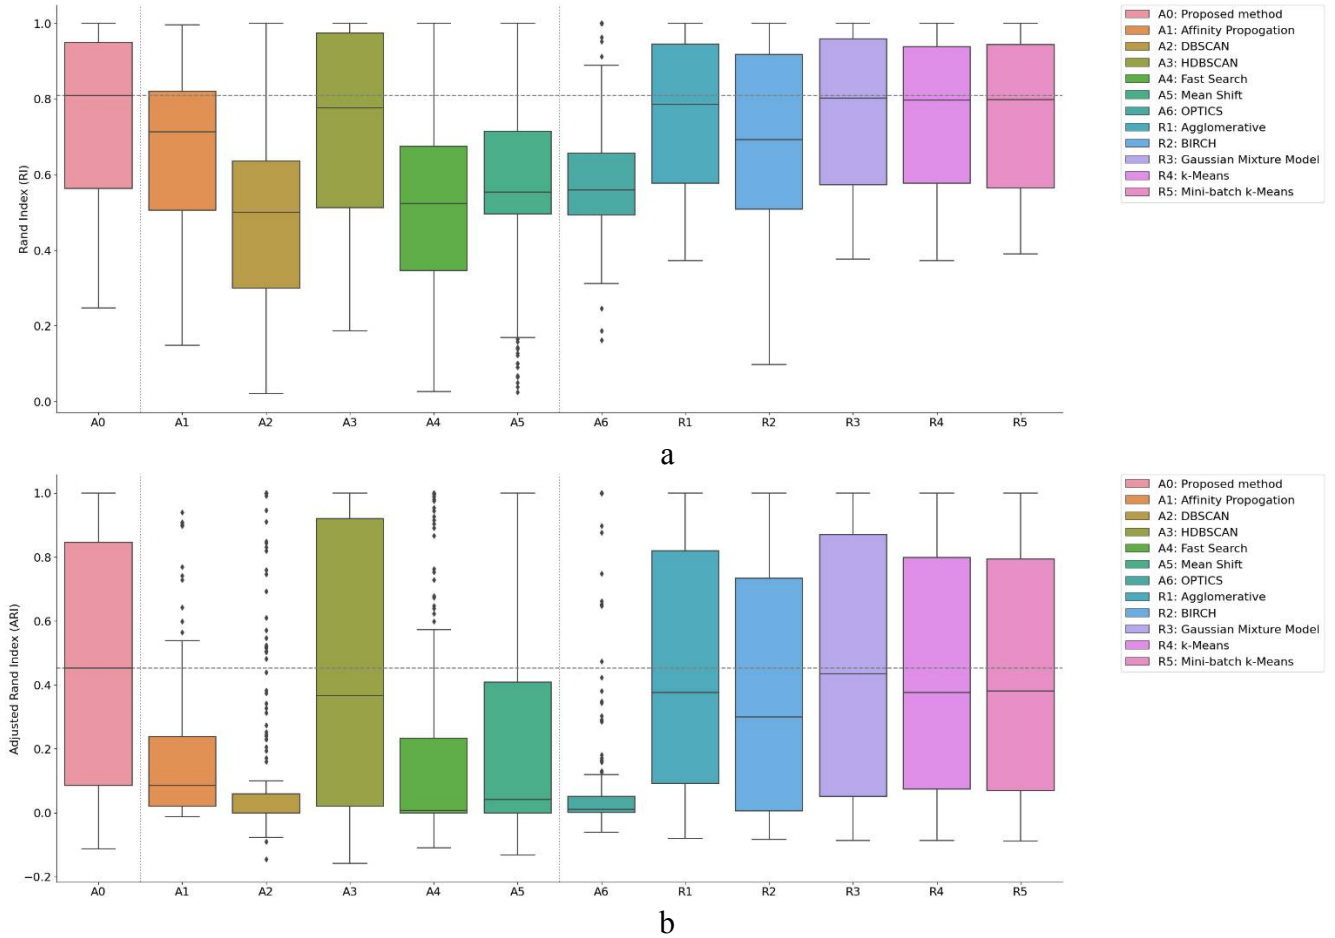 1.0
0.8
0.6
0.4
0.2
0.0
Rand Index (RI)
A0 A1 A2 A3 A4 A5 A6 R1 R2 R3 R4 R5
A0: Proposed method
A1: Affinity Propogation
A2: DBSCAN
A3: HDBSCAN
A4: Fast Search
A5: Mean Shift
A6: OPTICS
R1: Agglomerative
R2: BIRCH
R3: Gaussian Mixture Model
R4: k-Means
R5: Mini-batch k-Means
a
1.0
0.8
0.6
0.4
0.2
0.0
−0.2
Adjusted Rand Index (ARI)
A0 A1 A2 A3 A4 A5 A6 R1 R2 R3 R4 R5
A0: Proposed method
A1: Affinity Propogation
A2: DBSCAN
A3: HDBSCAN
A4: Fast Search
A5: Mean Shift
A6: OPTICS
R1: Agglomerative
R2: BIRCH
R3: Gaussian Mixture Model
R4: k-Means
R5: Mini-batch k-Means
b